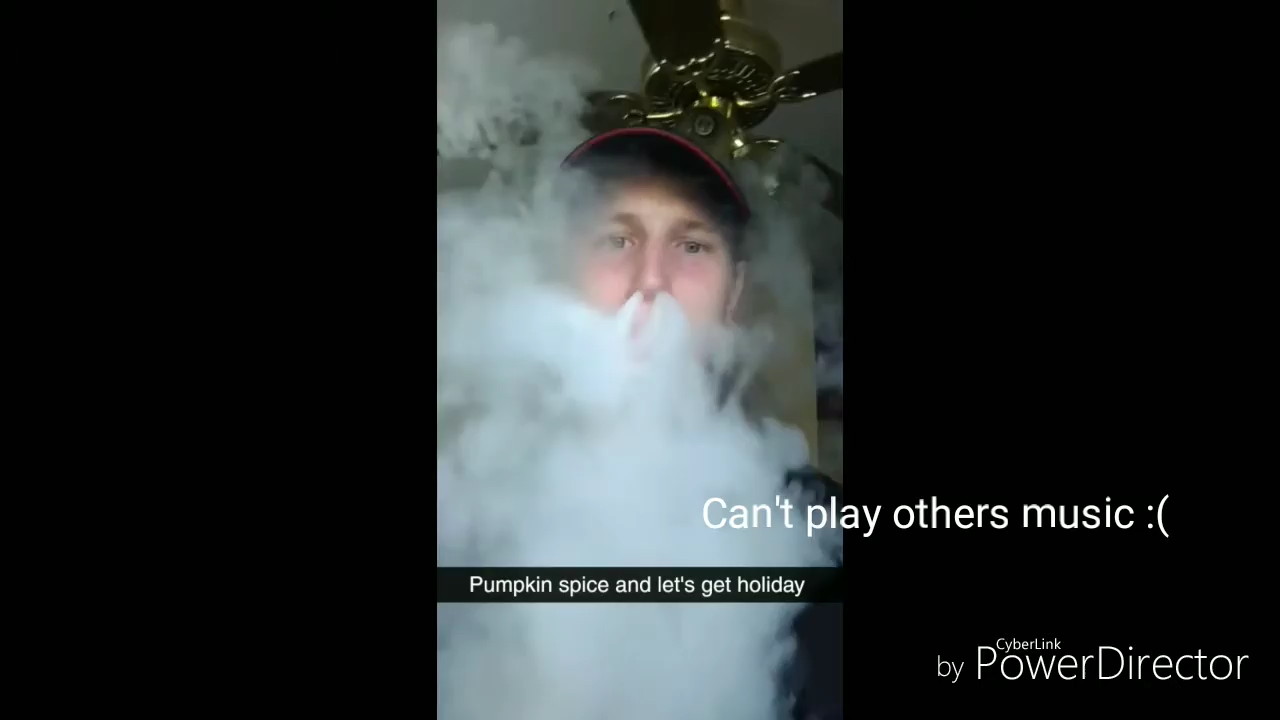 Can't play others music :(
Pumpkin spice and let's get holiday
by CyberLink PowerDirector